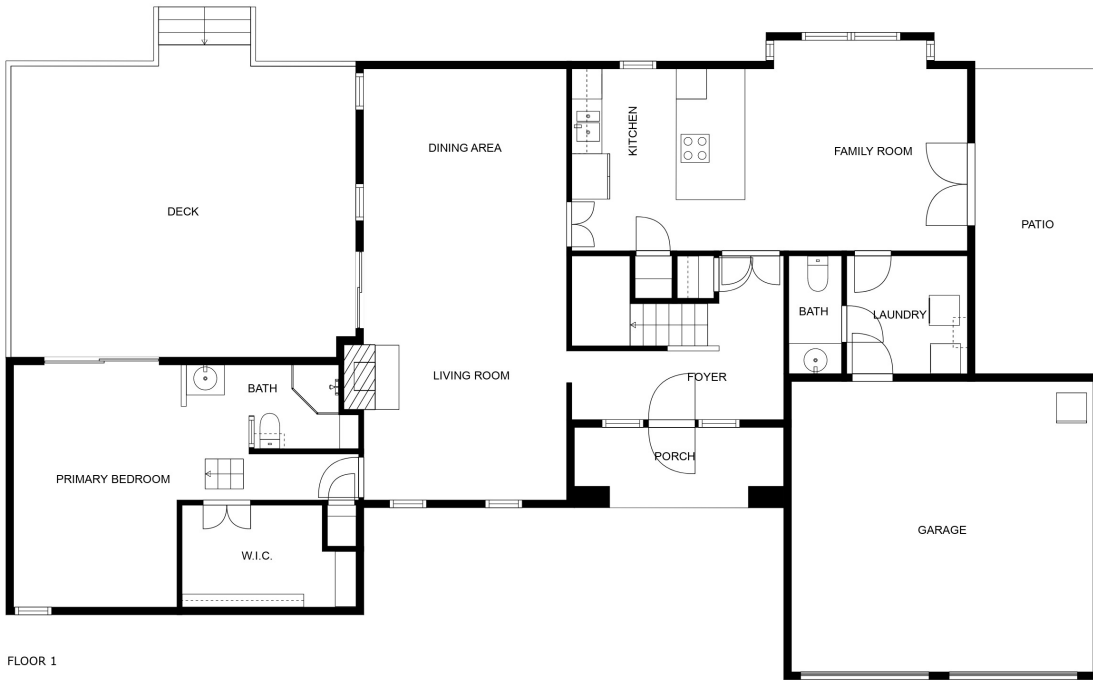 DINING AREA
KITCHEN
FAMILY ROOM
DECK
PATIO
BATH
LAUNDRY
LIVING ROOM
FOYER
BATH
PORCH
PRIMARY BEDROOM
GARAGE
W.I.C.
FLOOR 1